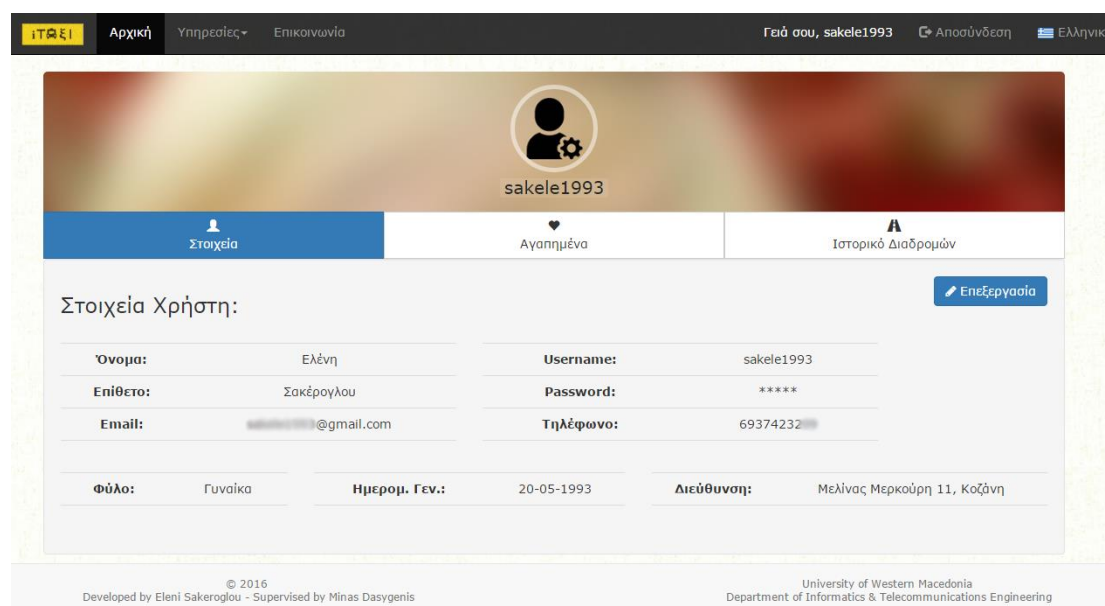 iTAΞI Αρχική Υπηρεσίες Επικοινωνία Γειά σου, sakele1993 Αποσύνδεση Ελληνικ
sakele1993
Στοιχεία Αγαπημένα Ιστορικό Διαδρομών
Επεξεργασία
Στοιχεία Χρήστη:
Όνομα: Ελένη Username: sakele1993
Επίθετο: Σακέρογλου Password: *****
Email: @gmail.com Τηλέφωνο: 69374232
Φύλο: Γυναίκα Ημερομ. Γεν.: 20-05-1993 Διεύθυνση: Μελίνας Μερκούρη 11, Κοζάνη
© 2016 University of Western Macedonia
Developed by Eleni Sakeroglou - Supervised by Minas Dasygenis Department of Informatics & Telecommunications Engineering